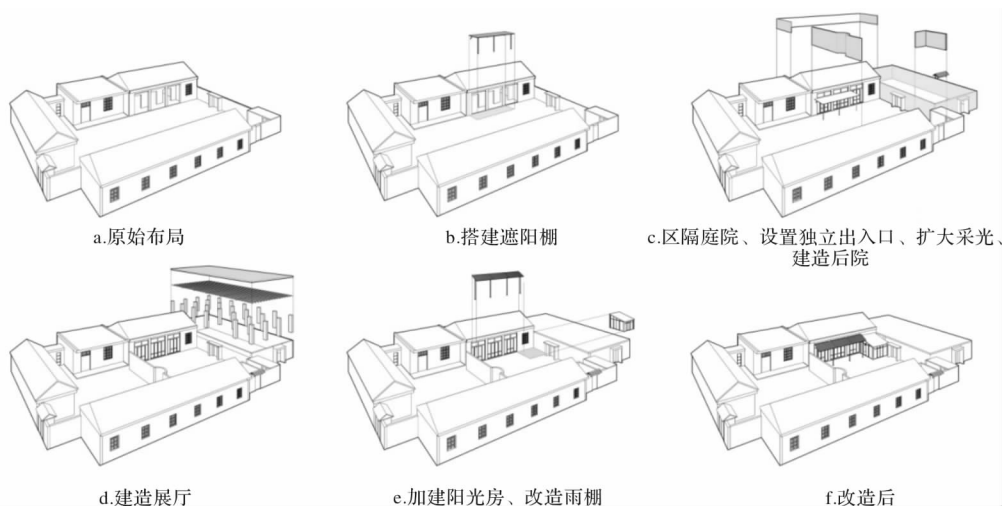 a.原始布局
b.搭建遮阳棚
c.区隔庭院、设置独立出入口、扩大采光、
建造后院
d.建造展厅
e.加建阳光房、改造雨棚
f.改造后